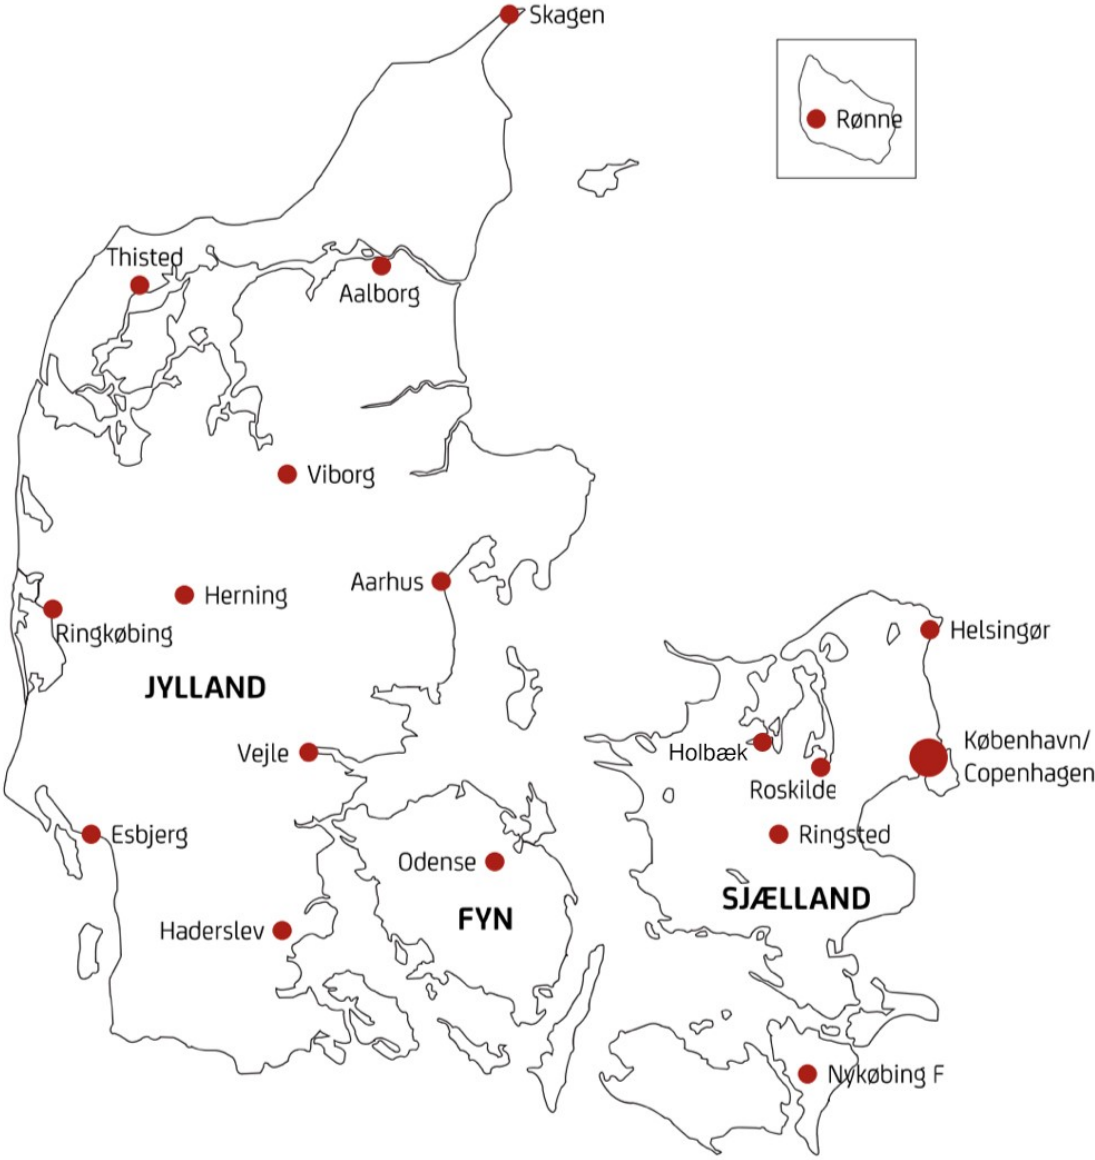 Skagen
Rønne
Thisted
Aalborg
Viborg
Aarhus
Herning
Ringkøbing
Helsingør
JYLLAND
København/
Copenhagen
Vejle
Holbæk
Roskilde
Esbjerg
Ringsted
Odense
SJÆLLAND
FYN
Haderslev
Nykøbing F